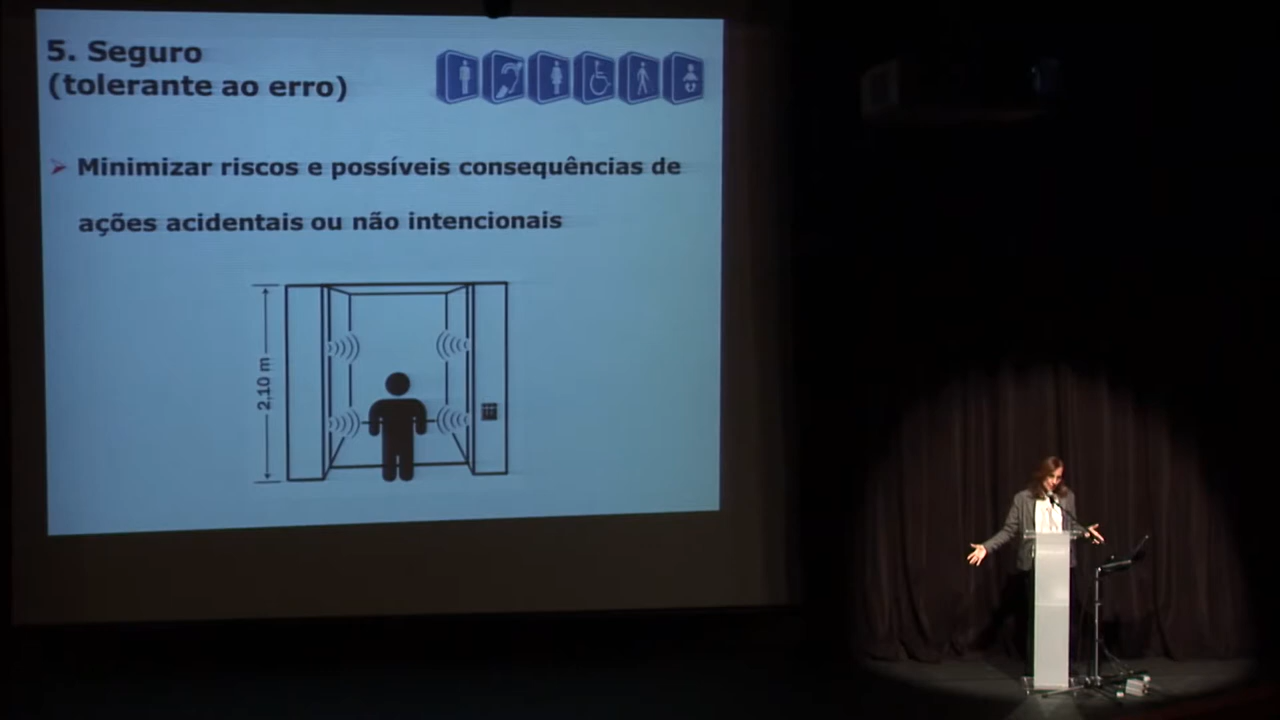 5. Seguro
(tolerante ao erro)
Minimizar riscos e possíveis consequências de
ações acidentais ou não intencionais
2,10 m